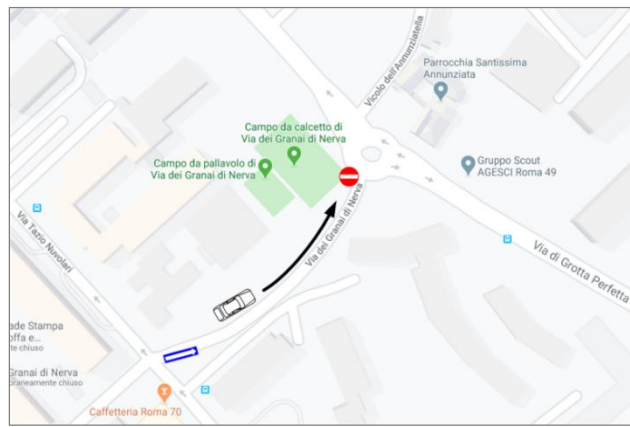 Parrocchia Santissima
Annunziata
Vicolo dell'Annunziatella
Campo da calcetto di
Via dei Granai di Nerva
Campo da pallavolo di
Via dei Granai di Nerva
Gruppo Scout
AGESCI Roma 49
Via dei Granai di Nerva
Via Tazio Nuvolari
Via di Grotta Perfetta
ade Stampa
offa e...
te chiuso
Granai di Nerva
oraneamente chiuso
Caffetteria Roma 70